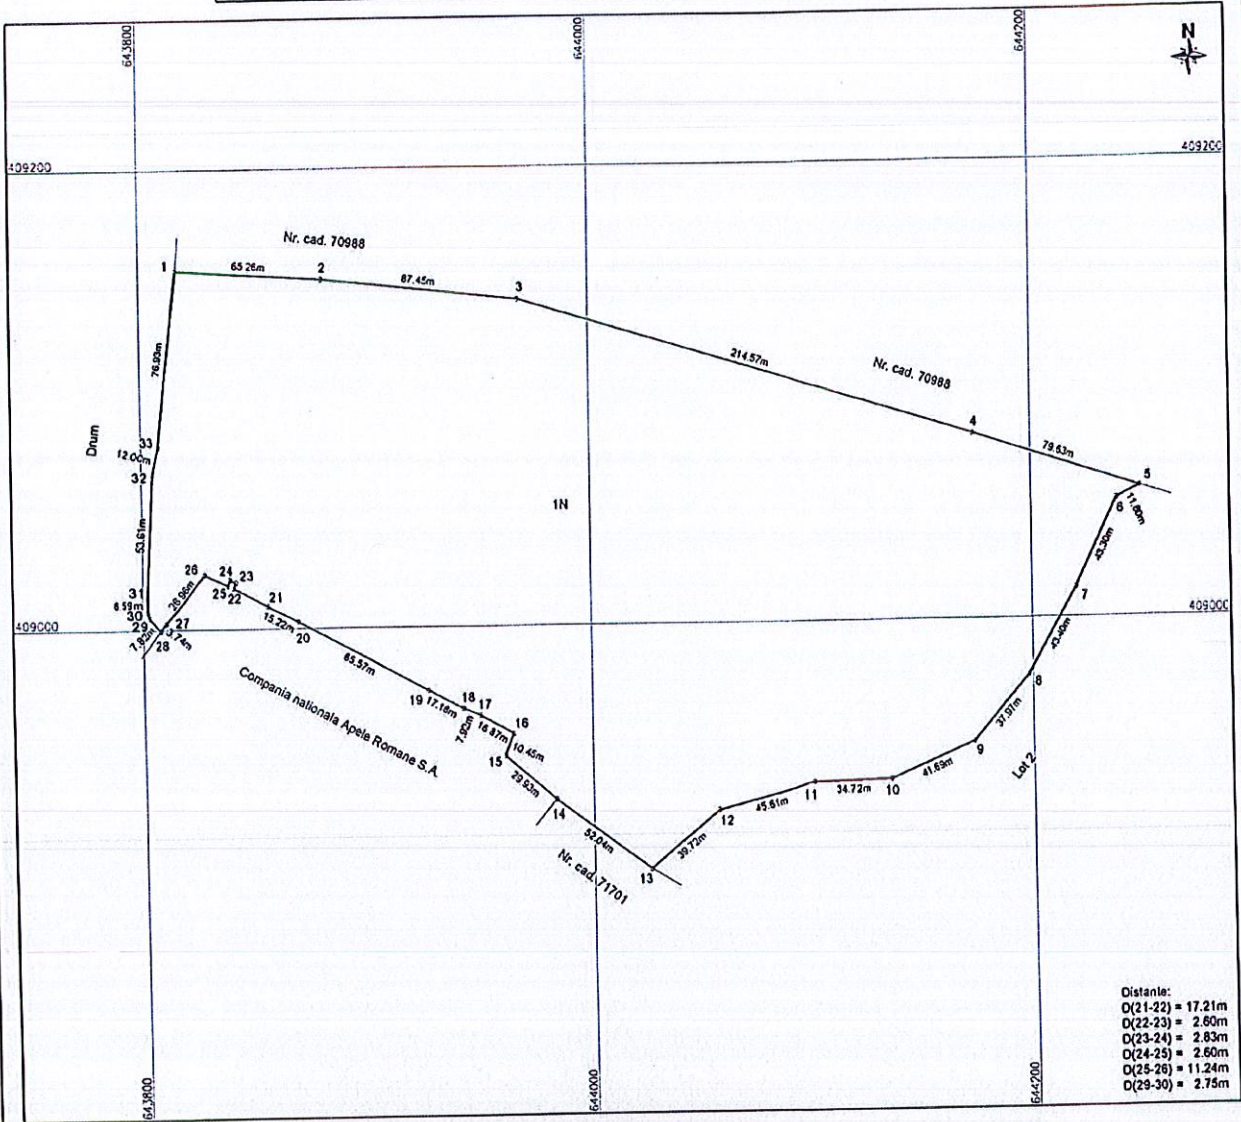 643800
644000
644200
N
409200
409200
Nr. cad. 70988
1
65.26m
2
87.45m
3
214.57m
Nr. cad. 70988
4
79.53m
5
6
11.80m
76.93m
Drum
33
12.00m
32
1N
43.30m
53.61m
26
24
23
25
22
21
7
31
6.59m
30
26.96m
15.22m
20
409000
409000
29
27
7.92m
3.74m
28
43.40m
65.57m
8
Compania nationala Apele Romane S.A.
19
17.16m
18
17
7.90m
16.87m
16
37.97m
10.45m
15
9
Lot 2
29.93m
41.69m
11
34.72m
10
14
45.61m
12
52.04m
39.72m
Nr. cad. 71701
13
Distante:
D(21-22) = 17.21m
D(22-23) = 2.60m
D(23-24) = 2.83m
D(24-25) = 2.60m
D(25-26) = 11.24m
D(29-30) = 2.75m
643800
644000
644200